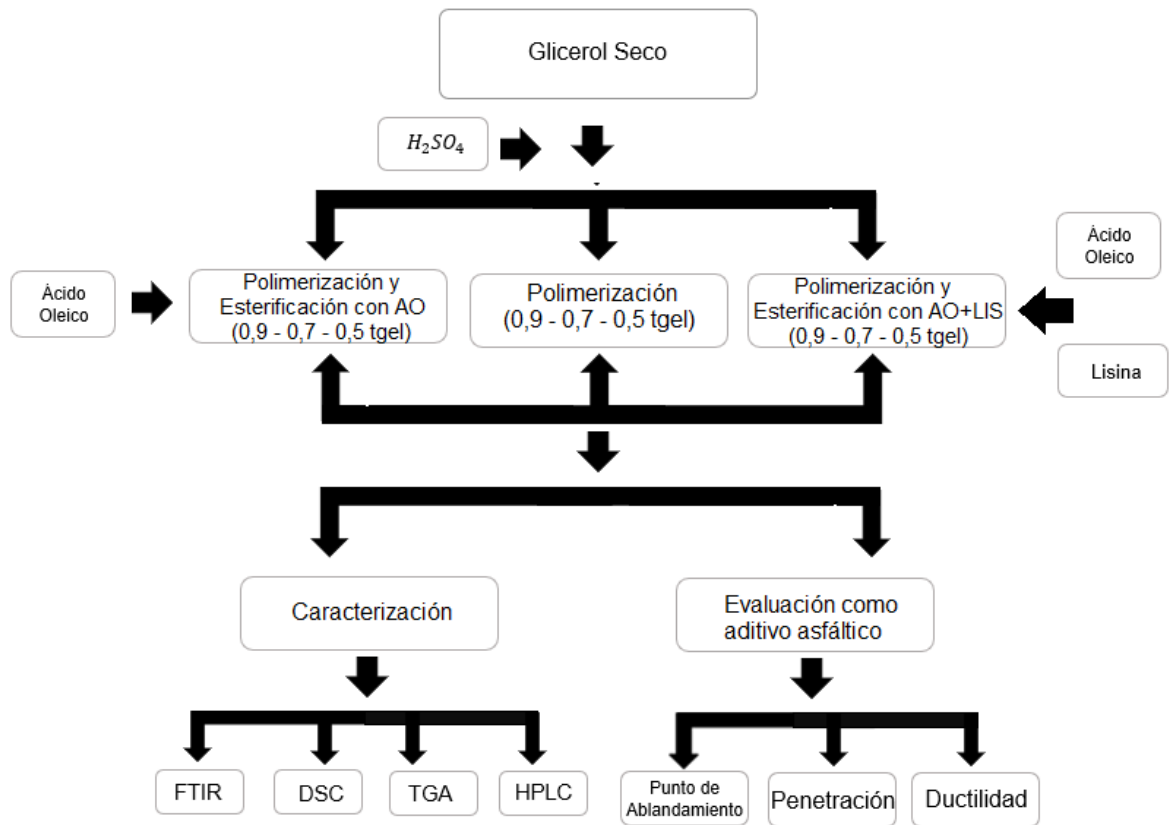 Glicerol Seco
H₂SO₄
Ácido
Oleico
Polimerización y
Esterificación con AO
(0,9 - 0,7 - 0,5 tgel)
Polimerización
(0,9 - 0,7 - 0,5 tgel)
Polimerización y
Esterificación con AO+LIS
(0,9 - 0,7 - 0,5 tgel)
Ácido
Oleico
Lisina
Caracterización
Evaluación como
aditivo asfáltico
FTIR
DSC
TGA
HPLC
Punto de
Ablandamiento
Penetración
Ductilidad